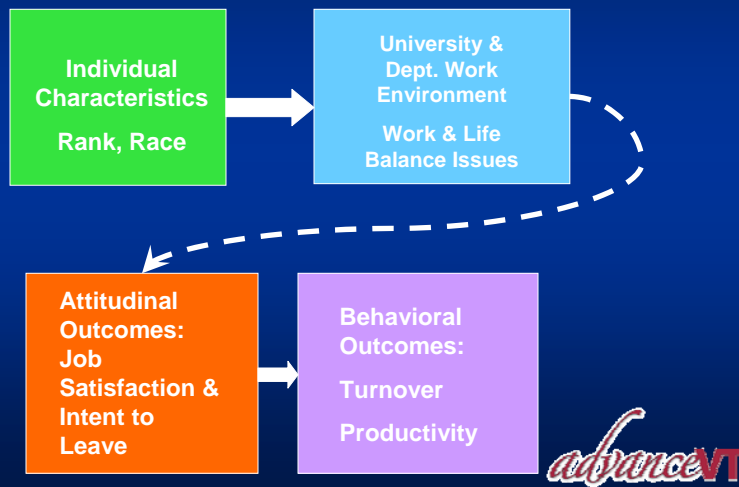 Individual
Characteristics
Rank, Race
University &
Dept. Work
Environment
Work & Life
Balance Issues
Attitudinal
Outcomes:
Job
Satisfaction &
Intent to
Leave
Behavioral
Outcomes:
Turnover
Productivity
advanceVT